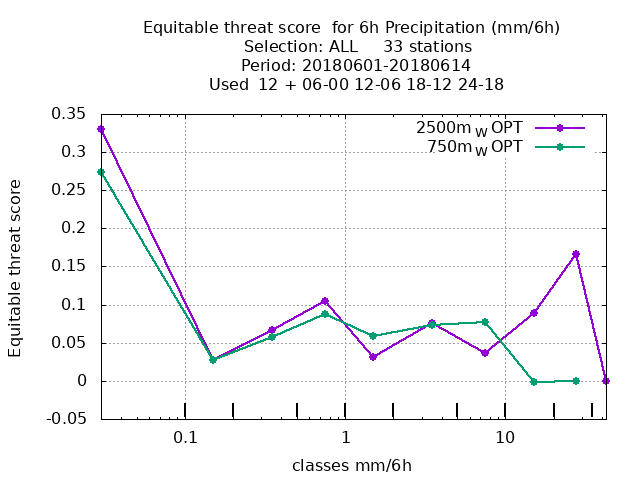 Equitable threat score  for 6h Precipitation (mm/6h)
Selection: ALL     33 stations
Period: 20180601-20180614
Used  12 + 06-00 12-06 18-12 24-18
2500m W OPT
750m W OPT
Equitable threat score
0.35
0.3
0.25
0.2
0.15
0.1
0.05
0
-0.05
0.1
1
10
classes mm/6h